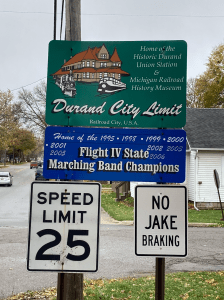 Home of the
Historic Durand
Union Station
&
Michigan Railroad
History Museum
Durand City Limit
Railroad City, U.S.A.
Home of the 1995 • 1998 • 1999 • 2000
• 2001 2002 • 2003
• 2005 2006 • 2008
Flight IV State
Marching Band Champions
SPEED
LIMIT
25
NO
JAKE
BRAKING